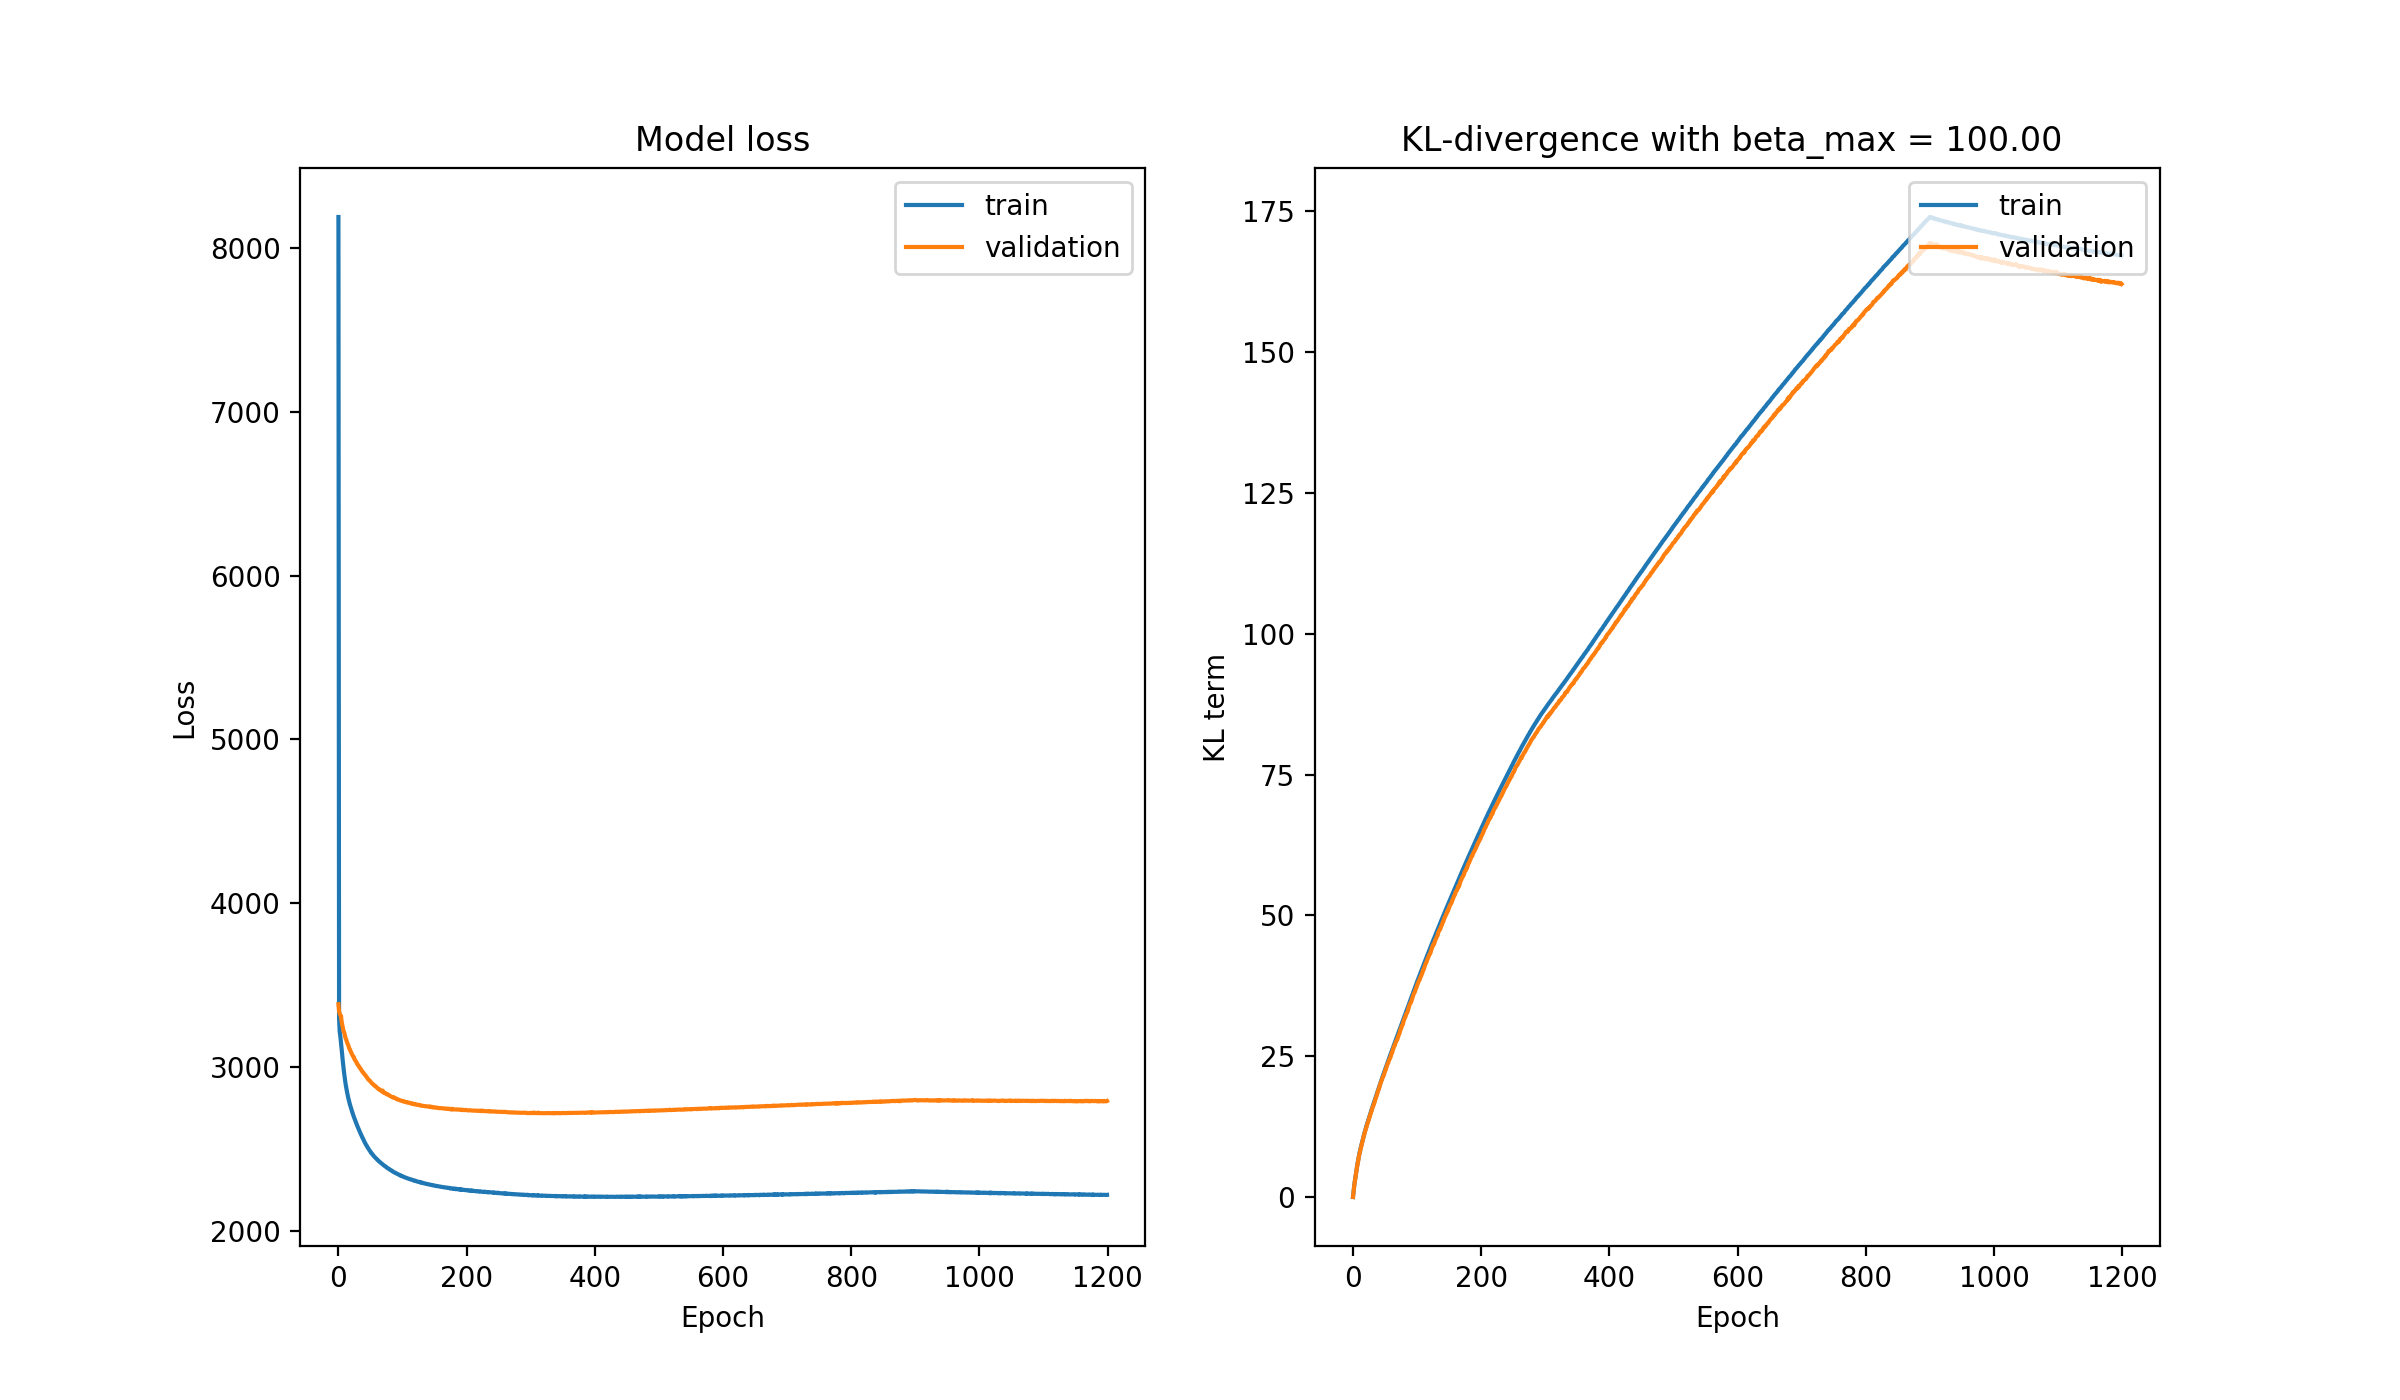 Model loss
train
validation
8000
7000
6000
5000
4000
3000
2000
Loss
0 200 400 600 800 1000 1200
Epoch
KL-divergence with beta_max = 100.00
train
validation
175
150
125
100
75
50
25
0
KL term
0 200 400 600 800 1000 1200
Epoch